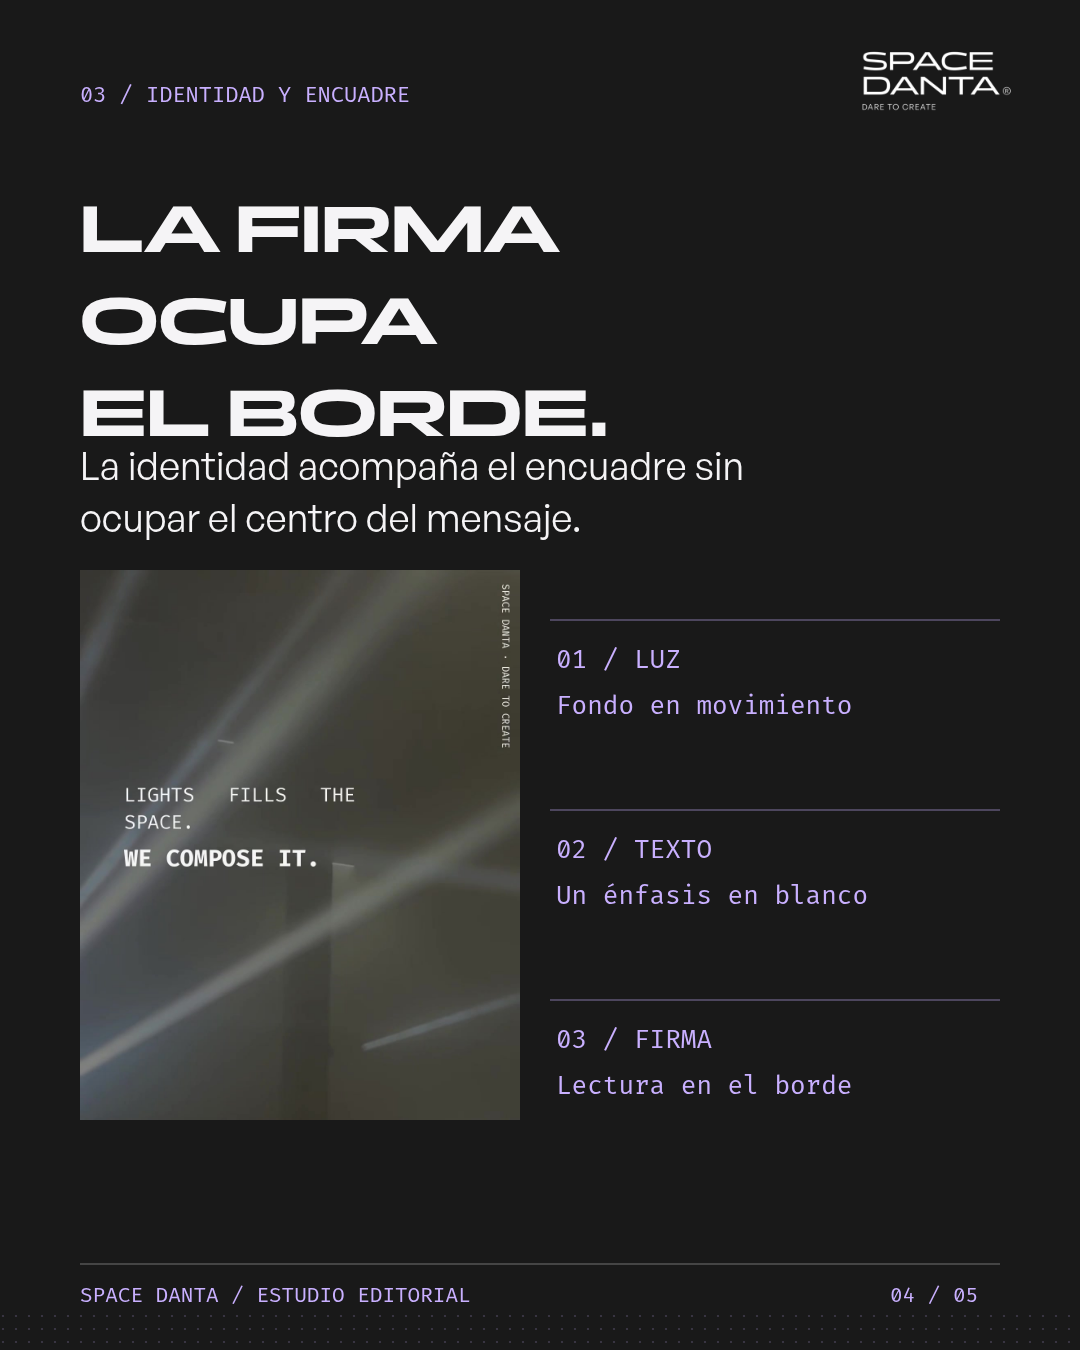 03 / IDENTIDAD Y ENCUADRE
SPACE
DANTA®
DARE TO CREATE
LA FIRMA
OCUPA
EL BORDE.
La identidad acompaña el encuadre sin
ocupar el centro del mensaje.
SPACE DANTA · DARE TO CREATE
LIGHTS FILLS THE
SPACE.
WE COMPOSE IT.
01 / LUZ
Fondo en movimiento
02 / TEXTO
Un énfasis en blanco
03 / FIRMA
Lectura en el borde
SPACE DANTA / ESTUDIO EDITORIAL
04 / 05